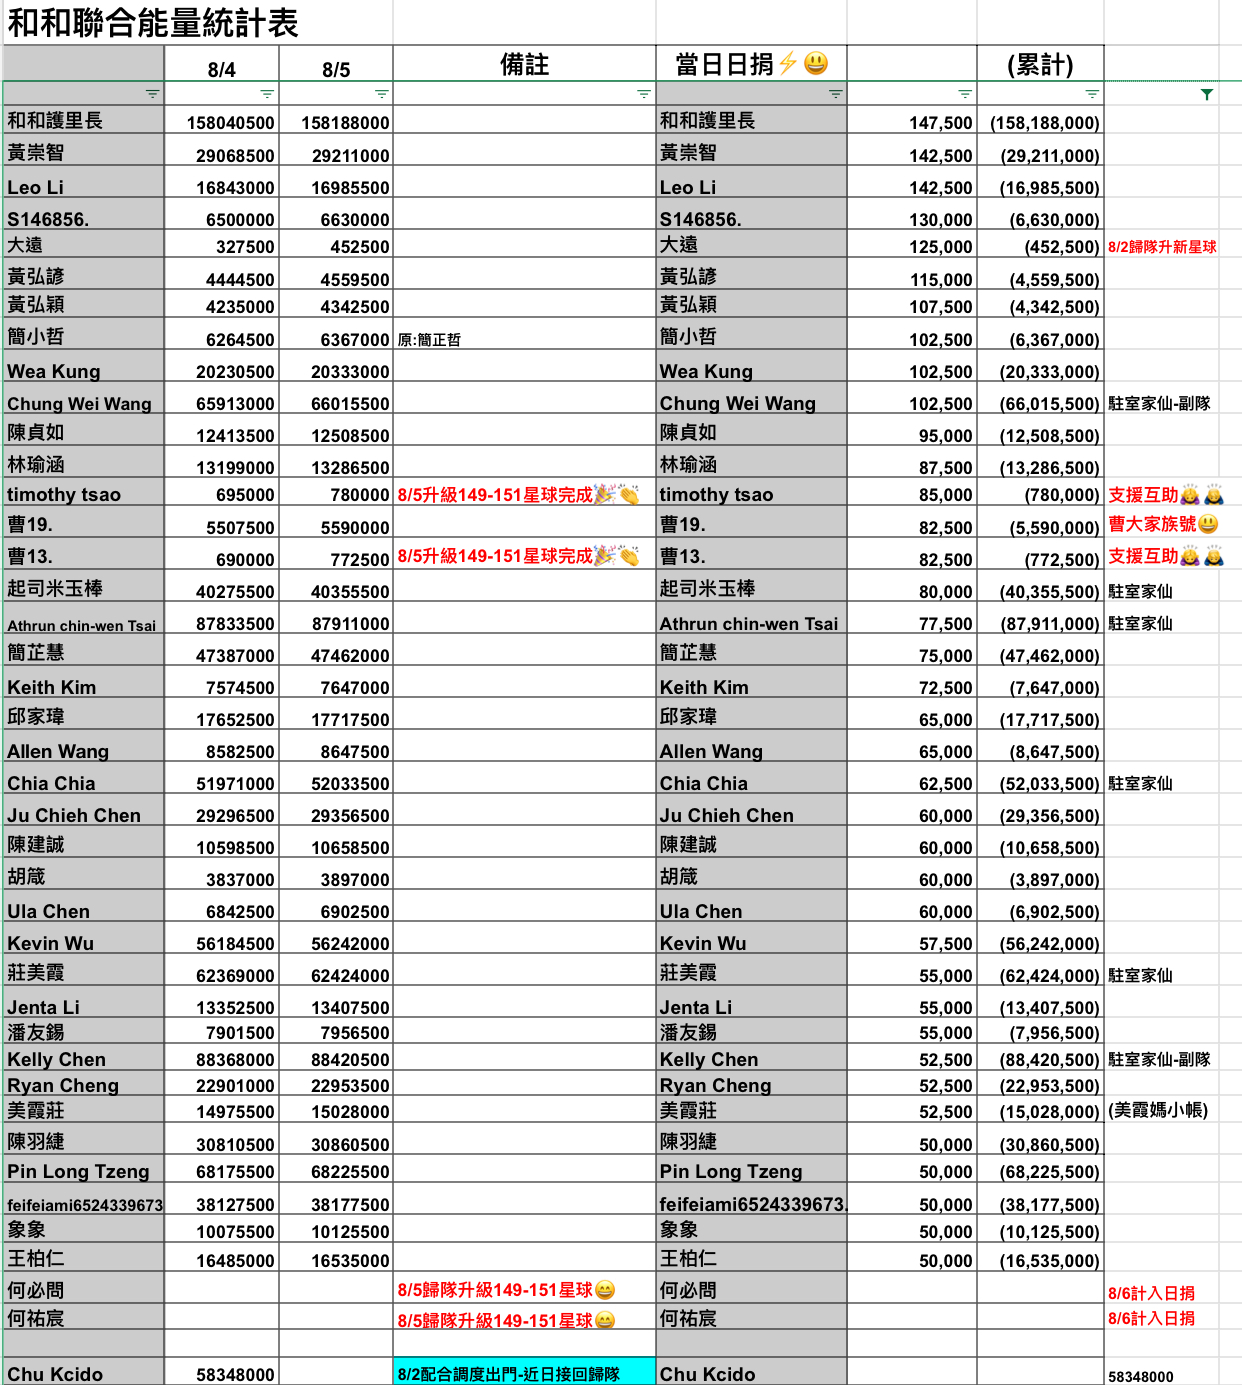 和和聯合能量統計表
8/4 8/5 備註 當日日捐⚡😃 (累計)
和和護里長 158040500 158188000 和和護里長 147,500 (158,188,000)
黃崇智 29068500 29211000 黃崇智 142,500 (29,211,000)
Leo Li 16843000 16985500 Leo Li 142,500 (16,985,500)
S146856. 6500000 6630000 S146856. 130,000 (6,630,000)
大遠 327500 452500 大遠 125,000 (452,500) 8/2歸隊升新星球
黃弘諺 4444500 4559500 黃弘諺 115,000 (4,559,500)
黃弘穎 4235000 4342500 黃弘穎 107,500 (4,342,500)
簡小哲 6264500 6367000 原:簡正哲 簡小哲 102,500 (6,367,000)
Wea Kung 20230500 20333000 Wea Kung 102,500 (20,333,000)
Chung Wei Wang 65913000 66015500 Chung Wei Wang 102,500 (66,015,500) 駐室家仙-副隊
陳貞如 12413500 12508500 陳貞如 95,000 (12,508,500)
林瑜涵 13199000 13286500 林瑜涵 87,500 (13,286,500)
timothy tsao 695000 780000 8/5升級149-151星球完成🎉👏 timothy tsao 85,000 (780,000) 支援互助🙇‍♀️🙇‍♂️
曹19. 5507500 5590000 曹19. 82,500 (5,590,000) 曹大家族號😃
曹13. 690000 772500 8/5升級149-151星球完成🎉👏 曹13. 82,500 (772,500) 支援互助🙇‍♀️🙇‍♂️
起司米玉棒 40275500 40355500 起司米玉棒 80,000 (40,355,500) 駐室家仙
Athrun chin-wen Tsai 87833500 87911000 Athrun chin-wen Tsai 77,500 (87,911,000) 駐室家仙
簡芷慧 47387000 47462000 簡芷慧 75,000 (47,462,000)
Keith Kim 7574500 7647000 Keith Kim 72,500 (7,647,000)
邱家瑋 17652500 17717500 邱家瑋 65,000 (17,717,500)
Allen Wang 8582500 8647500 Allen Wang 65,000 (8,647,500)
Chia Chia 51971000 52033500 Chia Chia 62,500 (52,033,500) 駐室家仙
Ju Chieh Chen 29296500 29356500 Ju Chieh Chen 60,000 (29,356,500)
陳建誠 10598500 10658500 陳建誠 60,000 (10,658,500)
胡箴 3837000 3897000 胡箴 60,000 (3,897,000)
Ula Chen 6842500 6902500 Ula Chen 60,000 (6,902,500)
Kevin Wu 56184500 56242000 Kevin Wu 57,500 (56,242,000)
莊美霞 62369000 62424000 莊美霞 55,000 (62,424,000) 駐室家仙
Jenta Li 13352500 13407500 Jenta Li 55,000 (13,407,500)
潘友錫 7901500 7956500 潘友錫 55,000 (7,956,500)
Kelly Chen 88368000 88420500 Kelly Chen 52,500 (88,420,500) 駐室家仙-副隊
Ryan Cheng 22901000 22953500 Ryan Cheng 52,500 (22,953,500)
美霞莊 14975500 15028000 美霞莊 52,500 (15,028,000) (美霞媽小帳)
陳羽緁 30810500 30860500 陳羽緁 50,000 (30,860,500)
Pin Long Tzeng 68175500 68225500 Pin Long Tzeng 50,000 (68,225,500)
feifeiami6524339673 38127500 38177500 feifeiami6524339673. 50,000 (38,177,500)
象象 10075500 10125500 象象 50,000 (10,125,500)
王柏仁 16485000 16535000 王柏仁 50,000 (16,535,000)
何必問 8/5歸隊升級149-151星球😄 何必問 8/6計入日捐
何祐宸 8/5歸隊升級149-151星球😄 何祐宸 8/6計入日捐
Chu Kcido 58348000 8/2配合調度出門-近日接回歸隊 Chu Kcido 58348000